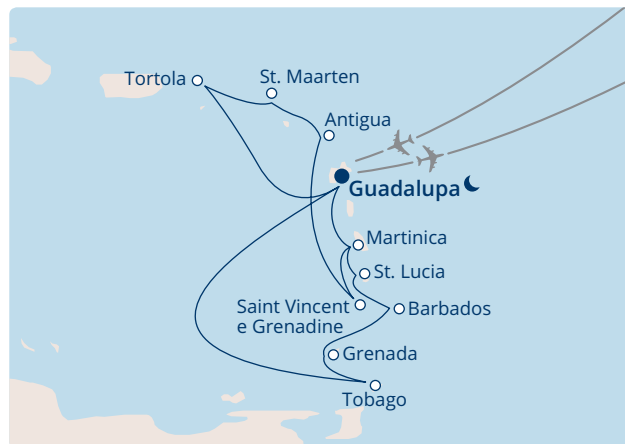 St. Maarten
Tortola
Antigua
Guadalupa
Martinica
St. Lucia
Saint Vincent
e Grenadine
Barbados
Grenada
Tobago